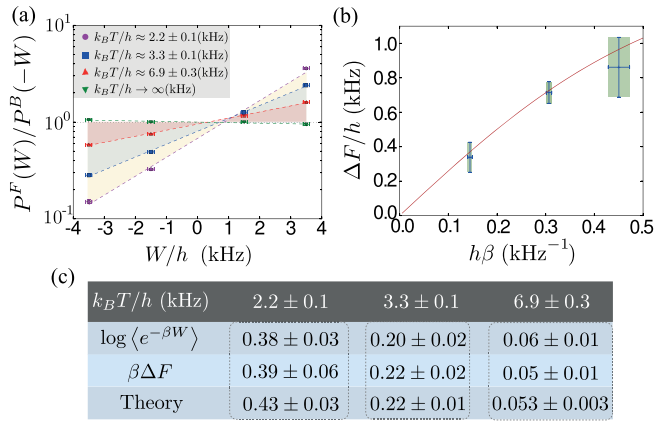 (a)
k_BT/h ≈ 2.2 ± 0.1(kHz)
k_BT/h ≈ 3.3 ± 0.1(kHz)
k_BT/h ≈ 6.9 ± 0.3(kHz)
k_BT/h → ∞(kHz)
P^F(W)/P^B(−W)
10^1
10^0
10^-1
-4 -3 -2 -1 0 1 2 3 4
W/h (kHz)
(b)
ΔF/h (kHz)
1.0
0.8
0.6
0.4
0.2
0.0
0.0 0.1 0.2 0.3 0.4 0.5
hβ (kHz^−1)
(c)
k_BT/h (kHz) 2.2 ± 0.1 3.3 ± 0.1 6.9 ± 0.3
log⟨e^−βW⟩ 0.38 ± 0.03 0.20 ± 0.02 0.06 ± 0.01
βΔF 0.39 ± 0.06 0.22 ± 0.02 0.05 ± 0.01
Theory 0.43 ± 0.03 0.22 ± 0.01 0.053 ± 0.003